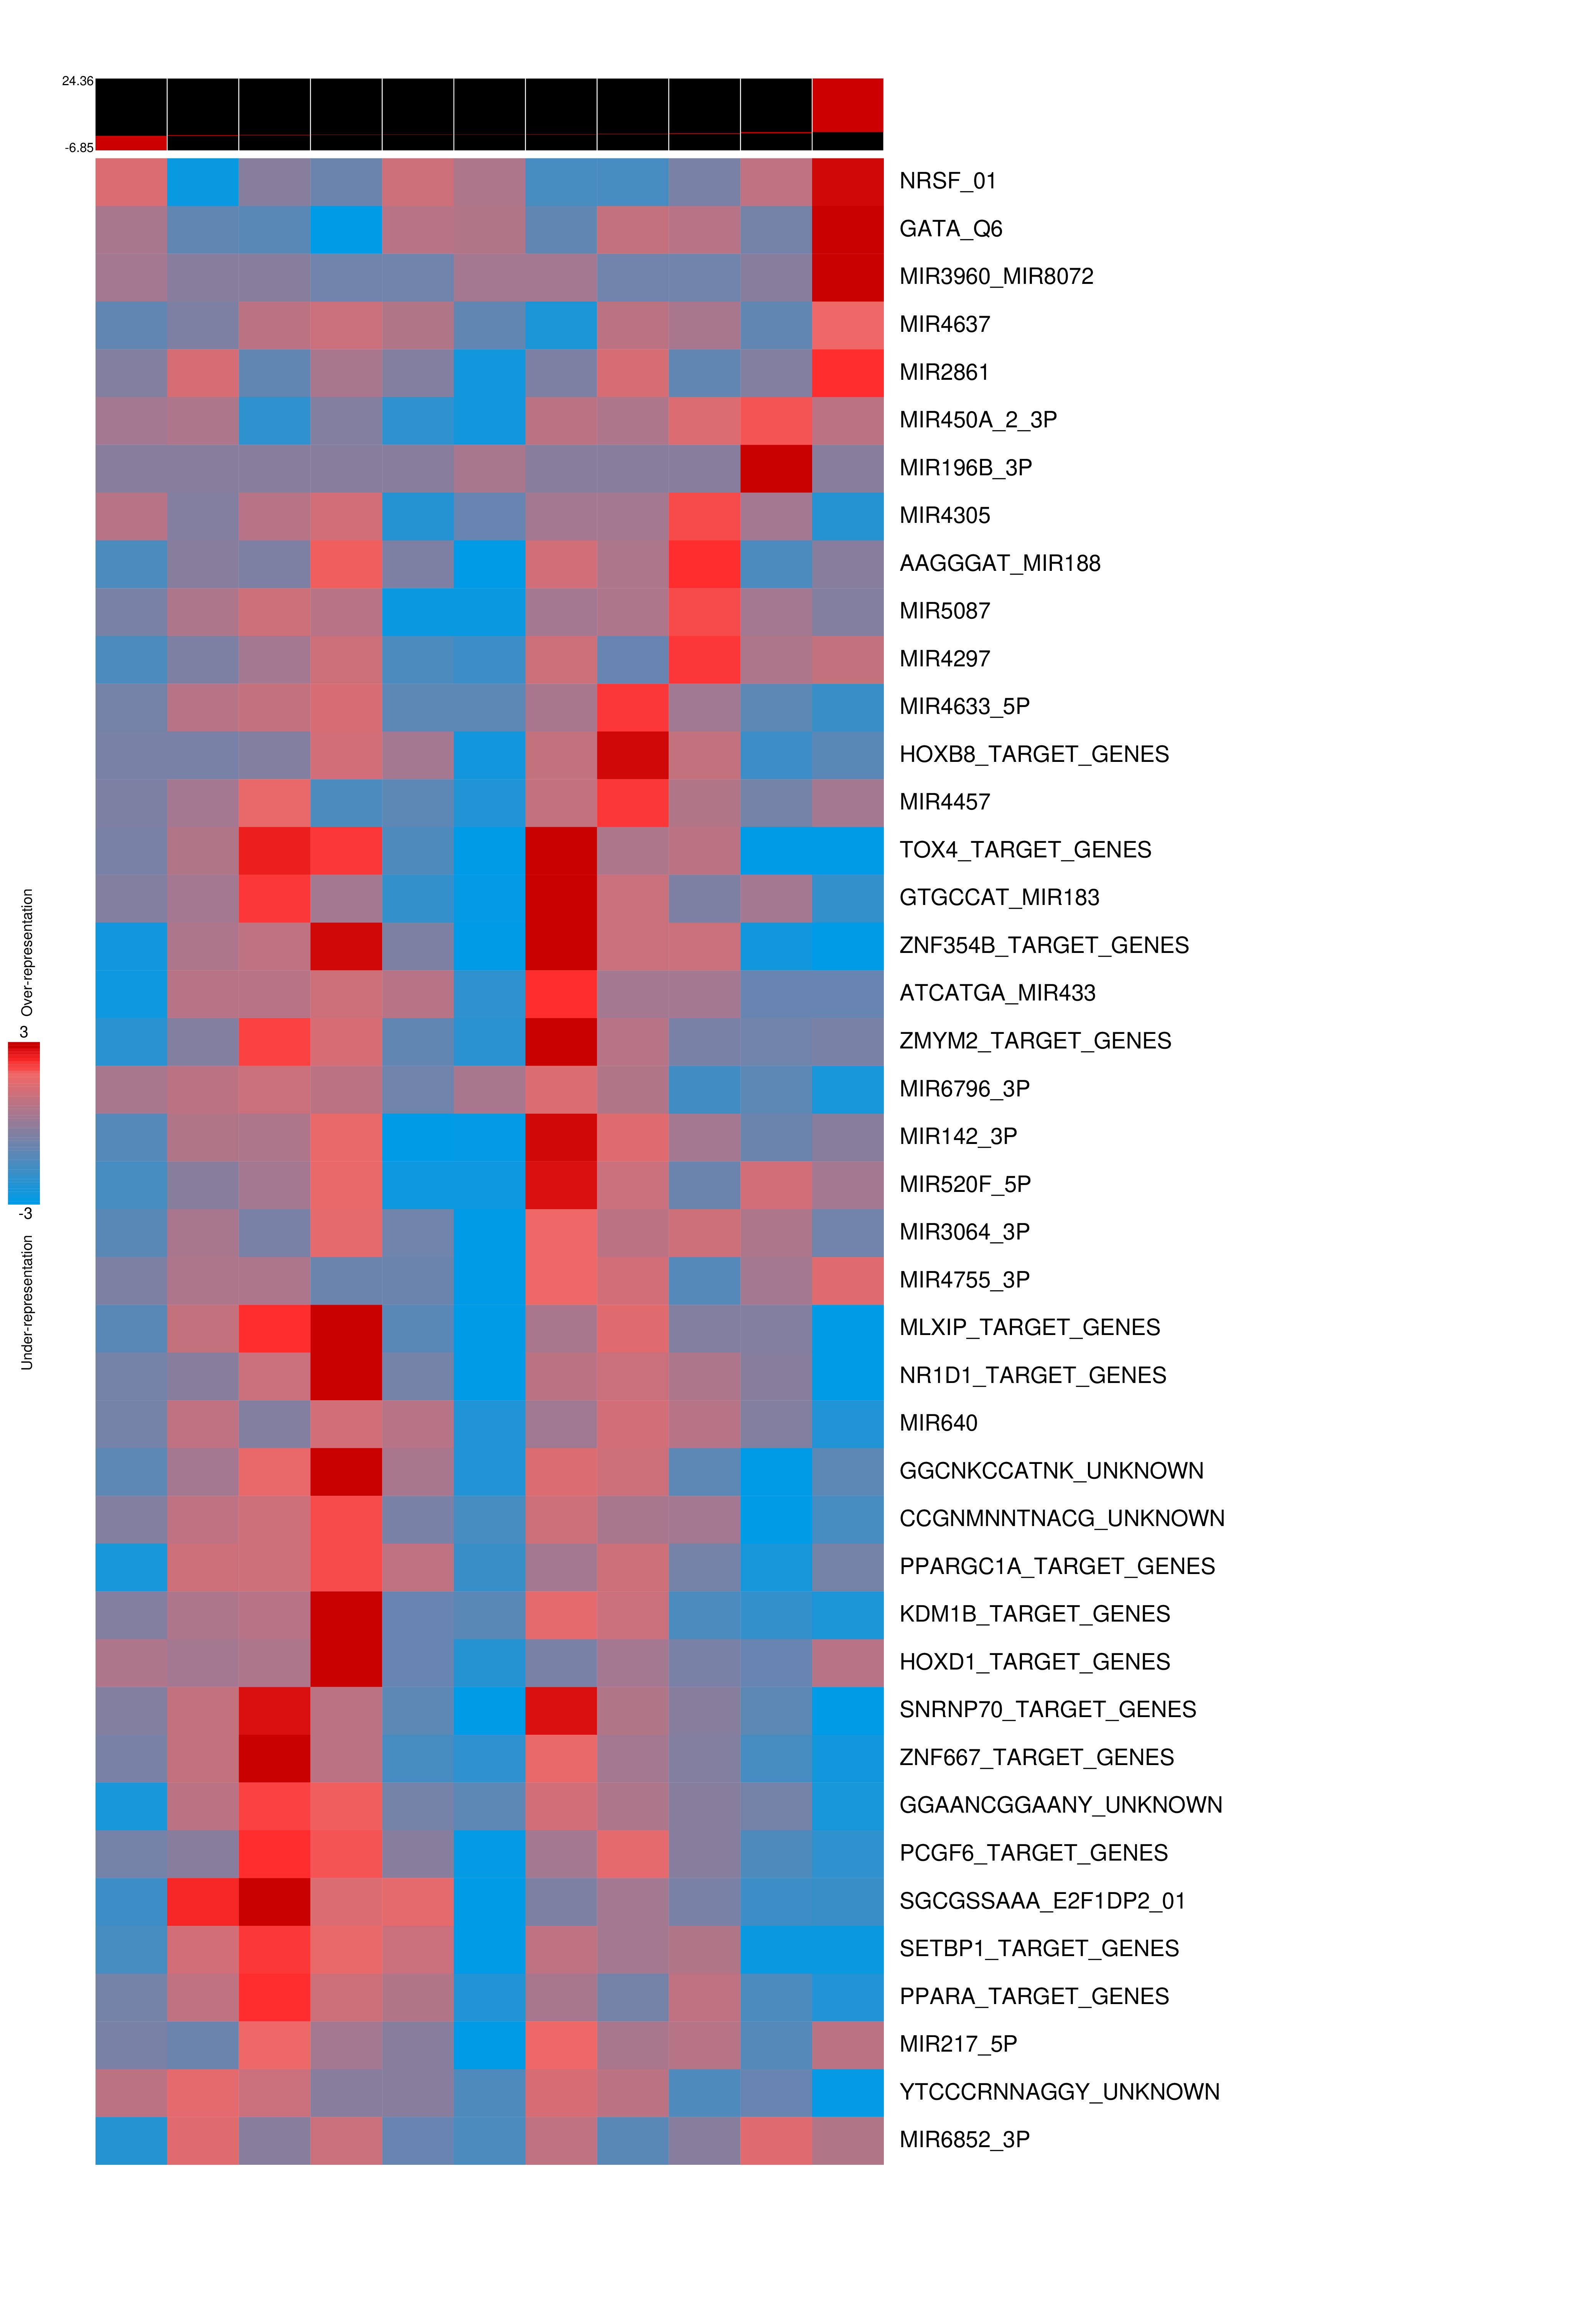 24.36
-6.85
NRSF_01
GATA_Q6
MIR3960_MIR8072
MIR4637
MIR2861
MIR450A_2_3P
MIR196B_3P
MIR4305
AAGGGAT_MIR188
MIR5087
MIR4297
MIR4633_5P
HOXB8_TARGET_GENES
MIR4457
TOX4_TARGET_GENES
GTGCCAT_MIR183
ZNF354B_TARGET_GENES
ATCATGA_MIR433
ZMYM2_TARGET_GENES
MIR6796_3P
MIR142_3P
MIR520F_5P
MIR3064_3P
MIR4755_3P
MLXIP_TARGET_GENES
NR1D1_TARGET_GENES
MIR640
GGCNKCCATNK_UNKNOWN
CCGNMNNTNACG_UNKNOWN
PPARGC1A_TARGET_GENES
KDM1B_TARGET_GENES
HOXD1_TARGET_GENES
SNRNP70_TARGET_GENES
ZNF667_TARGET_GENES
GGAANCGGAANY_UNKNOWN
PCGF6_TARGET_GENES
SGCGSSAAA_E2F1DP2_01
SETBP1_TARGET_GENES
PPARA_TARGET_GENES
MIR217_5P
YTCCCRNNAGGY_UNKNOWN
MIR6852_3P
Over-representation
3
-3
Under-representation